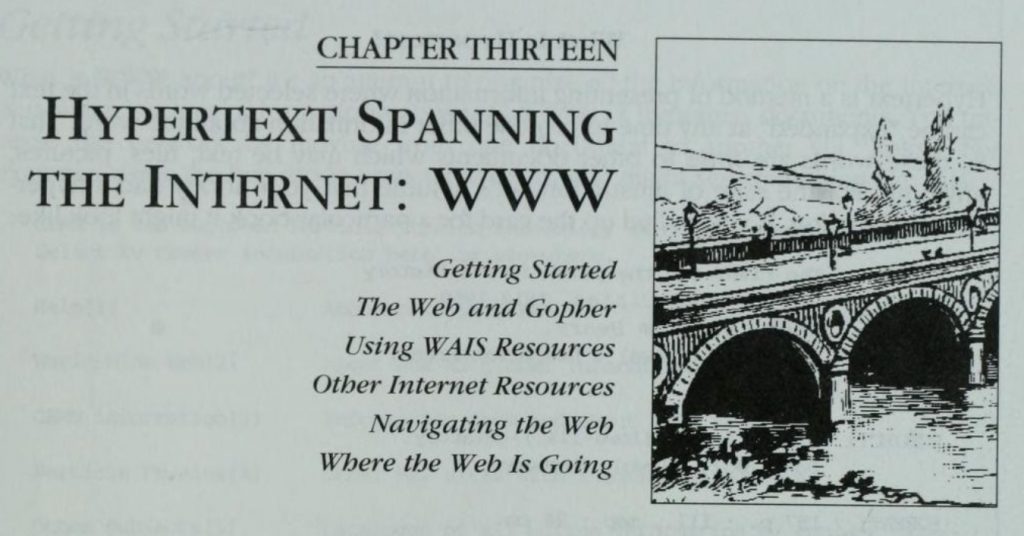 CHAPTER THIRTEEN
HYPERTEXT SPANNING
THE INTERNET: WWW
Getting Started
The Web and Gopher
Using WAIS Resources
Other Internet Resources
Navigating the Web
Where the Web Is Going